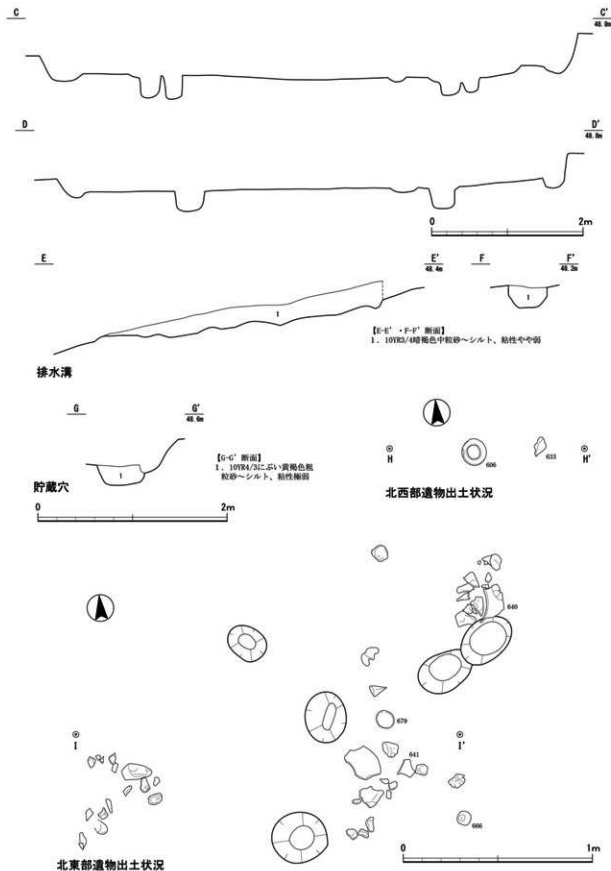 C C'
48.8m
D D'
48.8m
0 2m
E E' F F'
48.4m 48.2m
1 1
【E-E'・F-F'断面】
1. 10YR3/4暗褐色中粒砂~シルト、粘性やや弱
排水溝
G G'
48.6m
【G-G'断面】
1. 10YR4/3にぶい黄褐色粗
粒砂~シルト、粘性極弱
1
貯蔵穴
0 2m
H 606 633 H'
北西部遺物出土状況
640
679
I I'
641
666
0 1m
北東部遺物出土状況